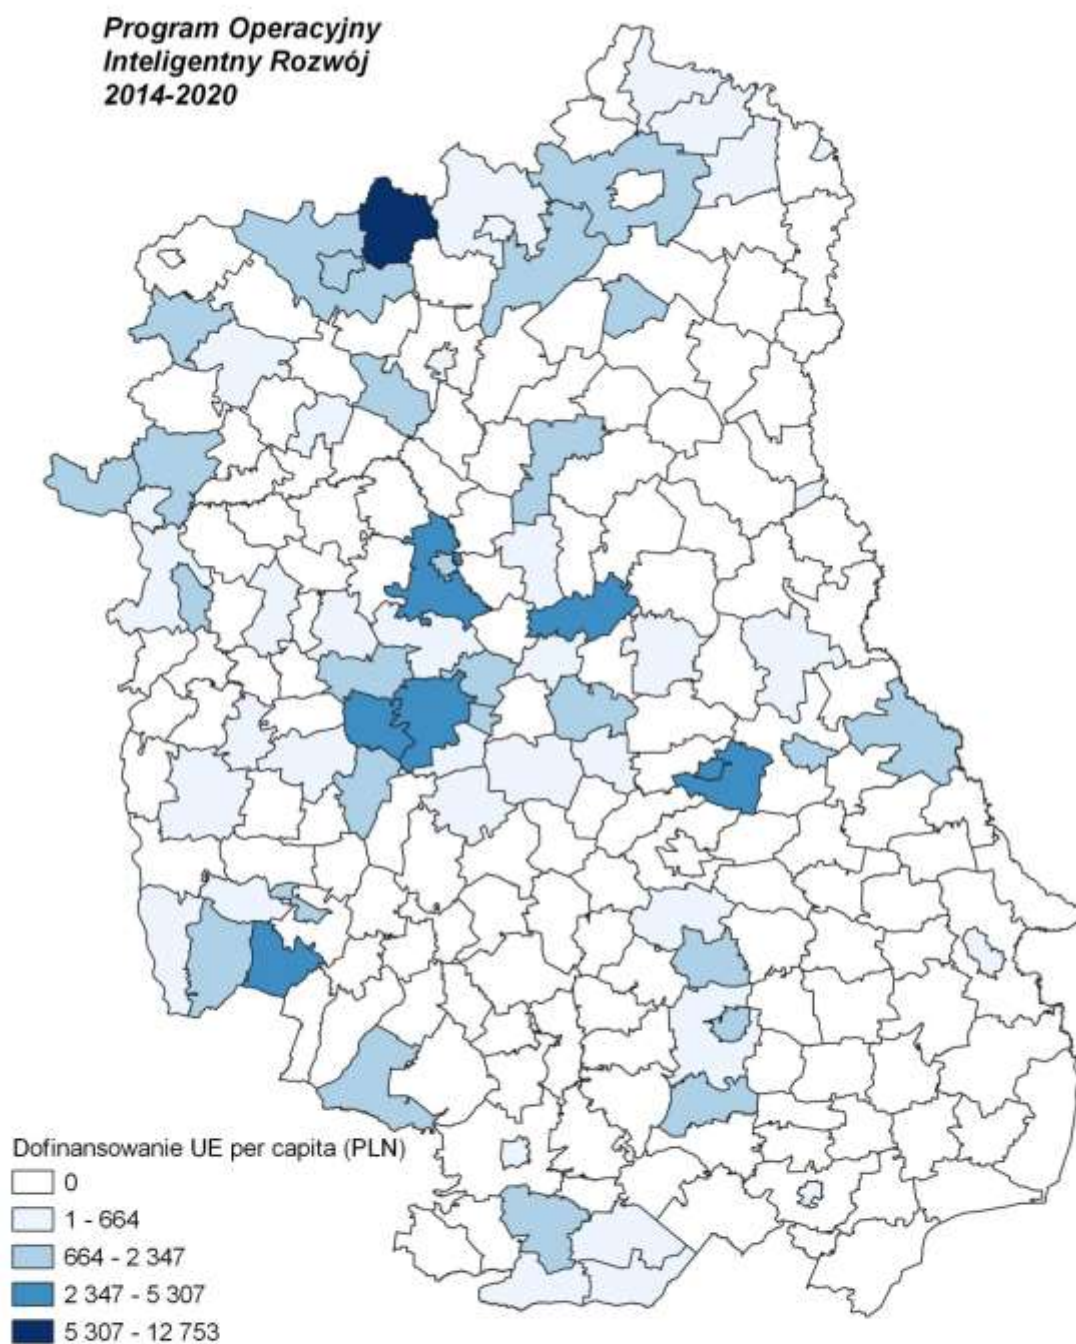 Program Operacyjny
Inteligentny Rozwój
2014-2020
Dofinansowanie UE per capita (PLN)
0
1 - 664
664 - 2 347
2 347 - 5 307
5 307 - 12 753